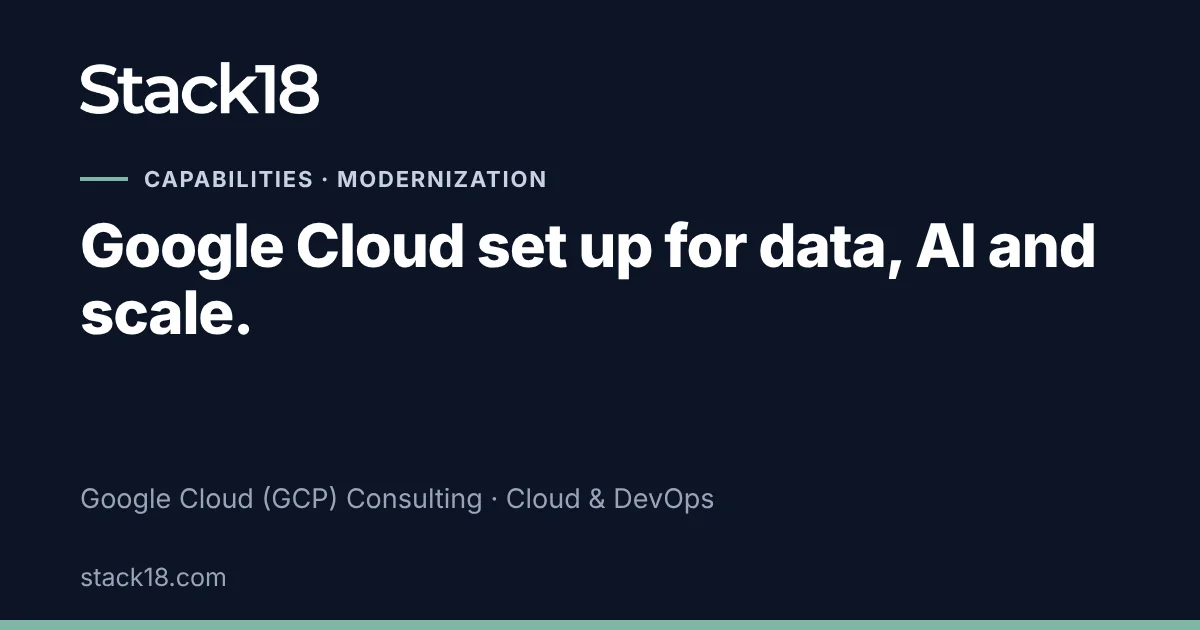 Stack18
CAPABILITIES · MODERNIZATION
Google Cloud set up for data, AI and
scale.
Google Cloud (GCP) Consulting · Cloud & DevOps
stack18.com